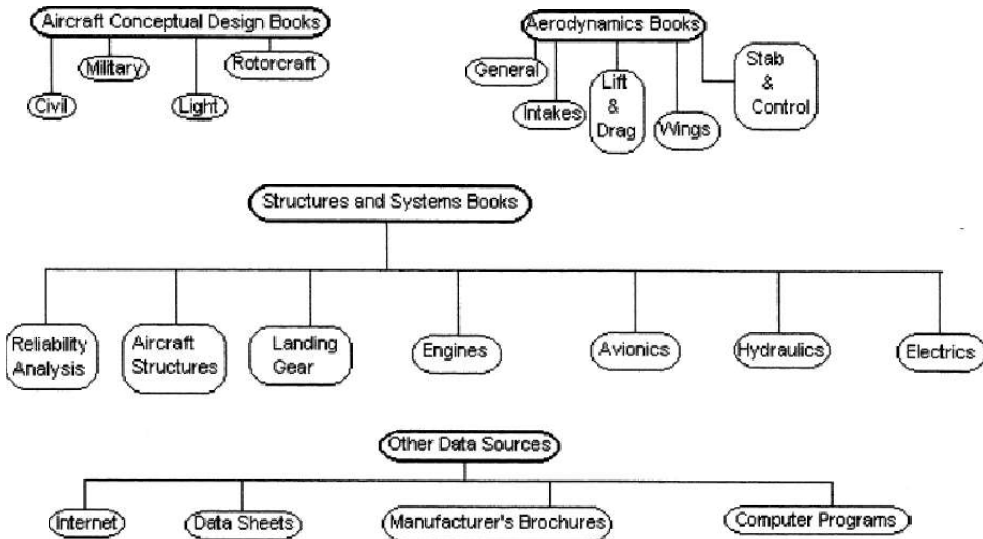 Aircraft Conceptual Design Books
Civil
Military
Light
Rotorcraft
Aerodynamics Books
General
Intakes
Lift
&
Drag
Wings
Stab
&
Control
Structures and Systems Books
Reliability
Analysis
Aircraft
Structures
Landing
Gear
Engines
Avionics
Hydraulics
Electrics
Other Data Sources
Internet
Data Sheets
Manufacturer's Brochures
Computer Programs